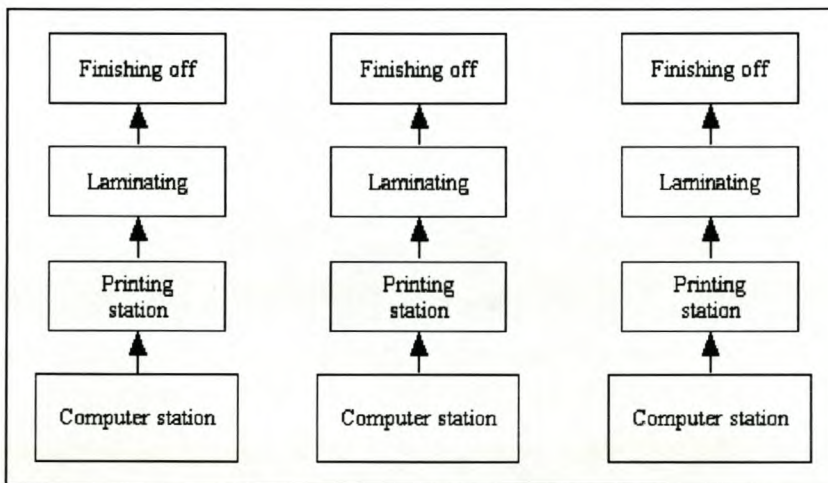 Finishing off
Finishing off
Finishing off
Laminating
Laminating
Laminating
Printing
station
Printing
station
Printing
station
Computer station
Computer station
Computer station